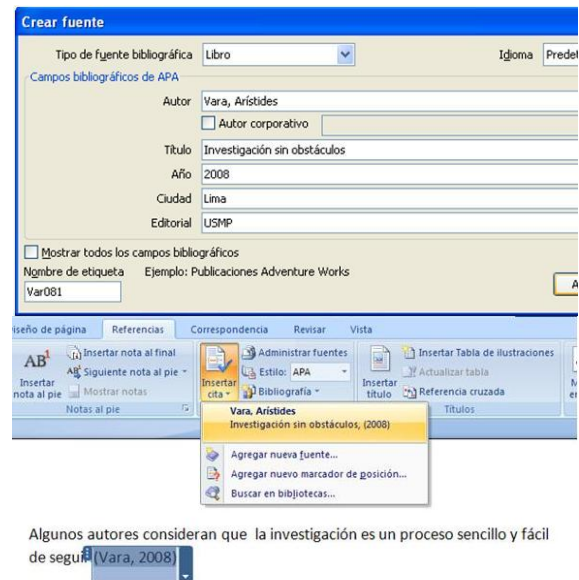 Crear fuente
Tipo de fuente bibliográfica Libro Idioma Predet
Campos bibliográficos de APA
Autor Vara, Arístides
Autor corporativo
Título Investigación sin obstáculos
Año 2008
Ciudad Lima
Editorial USMP
Mostrar todos los campos bibliográficos
Nombre de etiqueta Ejemplo: Publicaciones Adventure Works
Var081 A
iseño de página Referencias Correspondencia Revisar Vista
AB¹ Insertar nota al final Insertar cita Administrar fuentes Insertar título Insertar Tabla de ilustraciones
Insertar nota al pie Siguiente nota al pie Estilo: APA Actualizar tabla M
Mostrar notas Bibliografía Referencia cruzada en
Notas al pie Títulos
Vara, Arístides
Investigación sin obstáculos, (2008)
Agregar nueva fuente...
Agregar nuevo marcador de posición...
Buscar en bibliotecas...
Algunos autores consideran que la investigación es un proceso sencillo y fácil
de seguir (Vara, 2008)